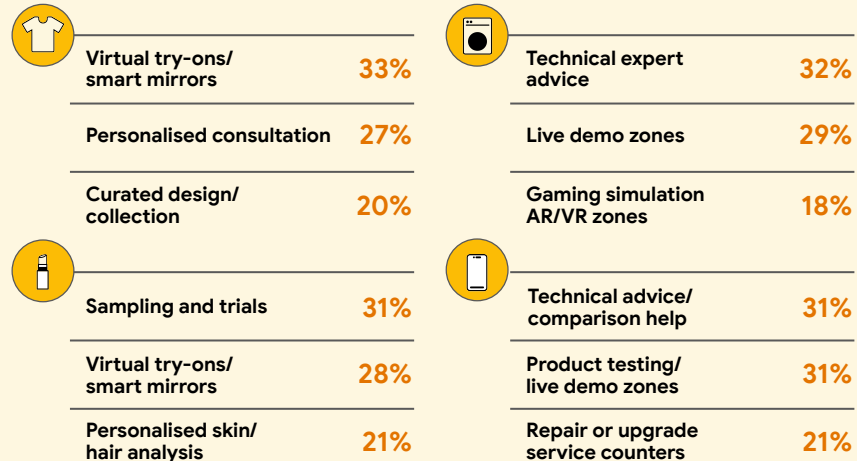 Virtual try-ons/
smart mirrors
33%
Personalised consultation
27%
Curated design/
collection
20%
Technical expert
advice
32%
Live demo zones
29%
Gaming simulation
AR/VR zones
18%
Sampling and trials
31%
Virtual try-ons/
smart mirrors
28%
Personalised skin/
hair analysis
21%
Technical advice/
comparison help
31%
Product testing/
live demo zones
31%
Repair or upgrade
service counters
21%